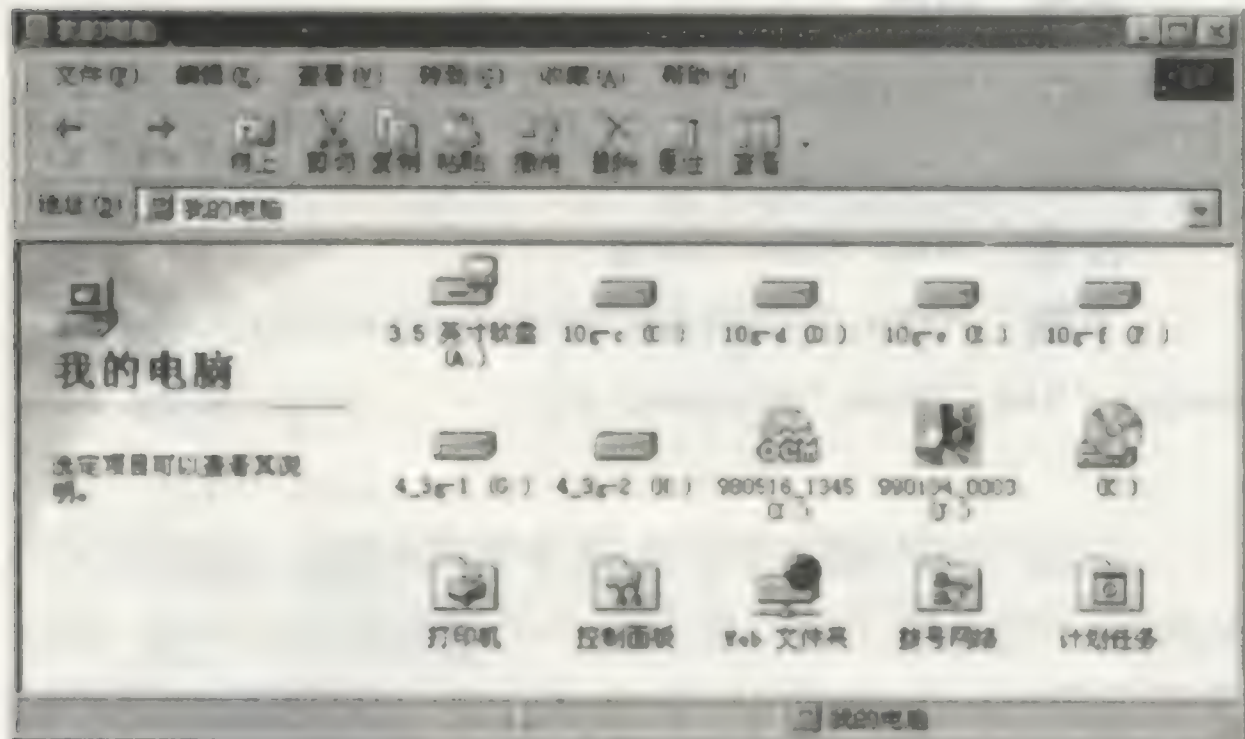 我的电脑
文件(F) 编辑(E) 查看(V) 转到(G) 收藏(A) 帮助(H)
向上 剪切 复制 粘贴 撤消 删除 属性 查看
地址(D) 我的电脑
3.5 英寸软盘 (A:)
10g-c (C:)
10g-d (D:)
10g-e (E:)
10g-f (F:)
我的电脑
选定项目可以查看其说
明。
4_3g-1 (G:)
4_3g-2 (H:)
980516_1345 (I:)
(K:)
打印机
控制面板
Web 文件夹
拨号网络
计划任务
我的电脑